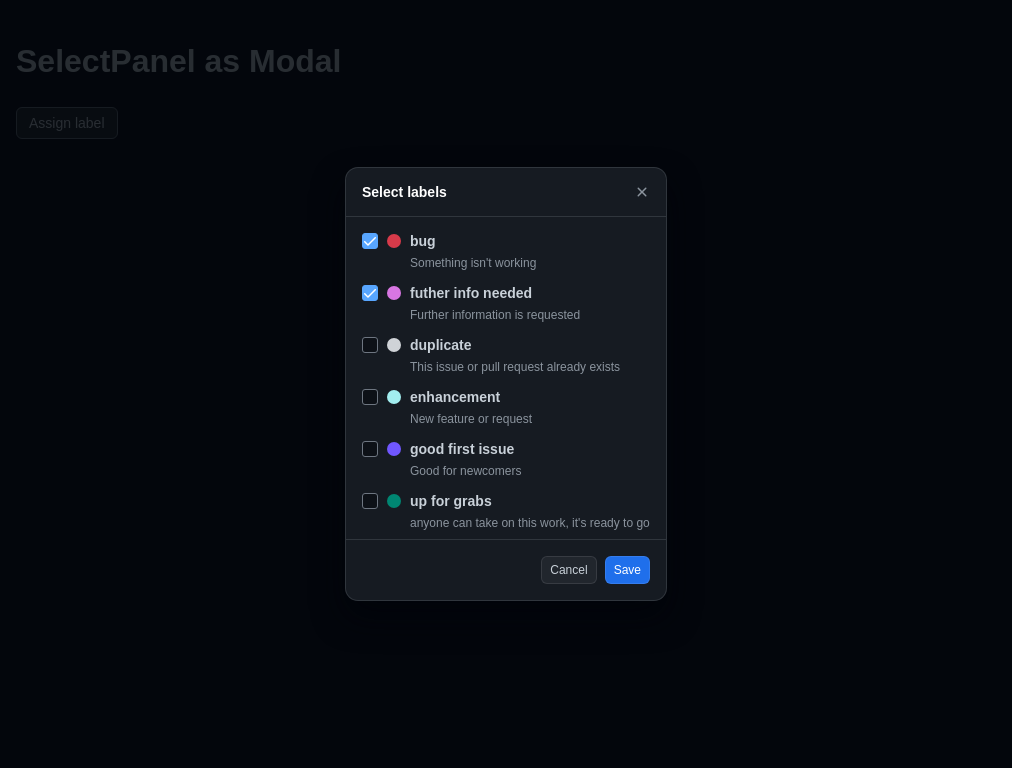 SelectPanel as Modal
Assign label
Select labels
bug
Something isn't working
futher info needed
Further information is requested
duplicate
This issue or pull request already exists
enhancement
New feature or request
good first issue
Good for newcomers
up for grabs
anyone can take on this work, it's ready to go
Cancel Save